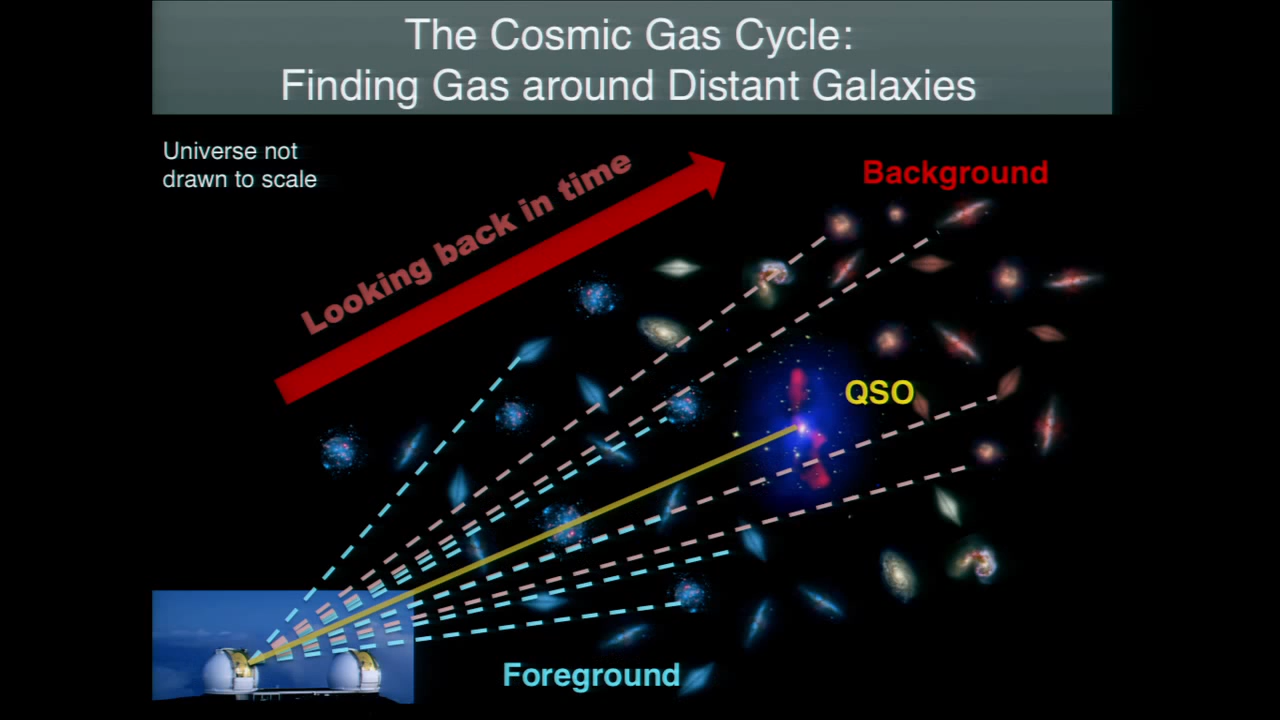 The Cosmic Gas Cycle:
Finding Gas around Distant Galaxies
Universe not
drawn to scale
Looking back in time
Background
QSO
Foreground